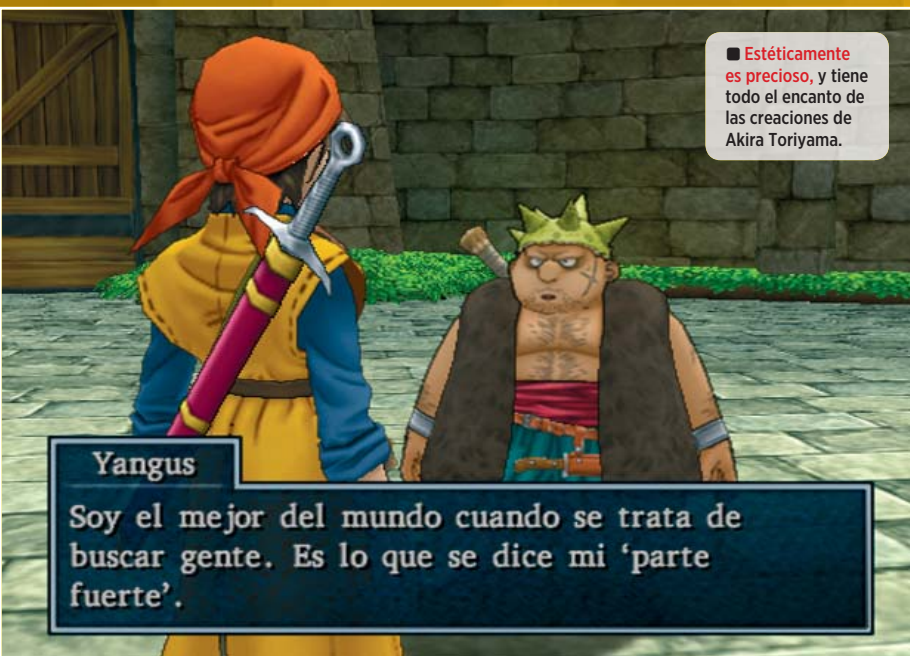 ■ Estéticamente
es precioso, y tiene
todo el encanto de
las creaciones de
Akira Toriyama.
Yangus
Soy el mejor del mundo cuando se trata de
buscar gente. Es lo que se dice mi ‘parte
fuerte’.